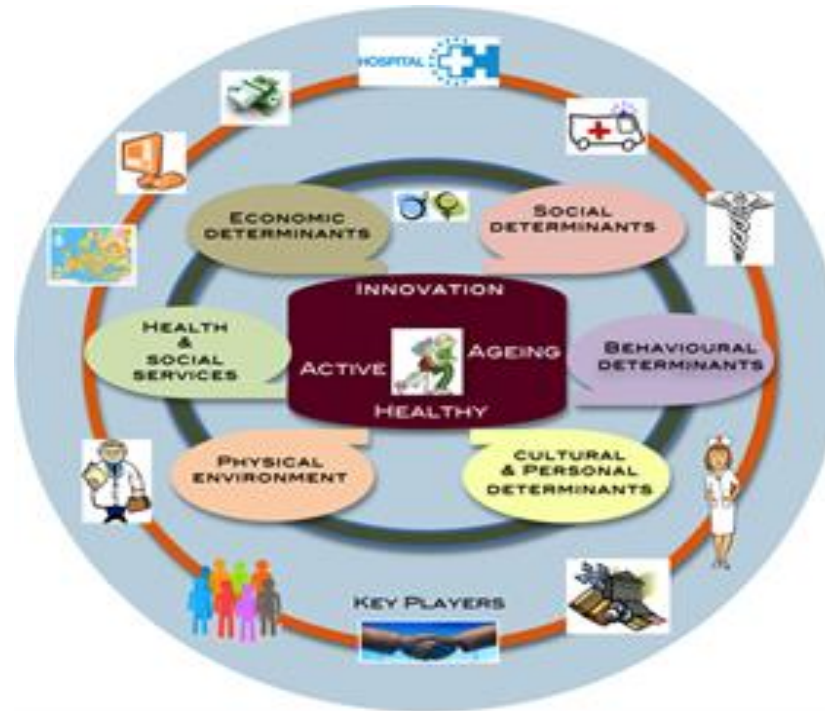 HOSPITAL
ECONOMIC
DETERMINANTS
SOCIAL
DETERMINANTS
INNOVATION
HEALTH
&
SOCIAL
SERVICES
ACTIVE
AGEING
HEALTHY
BEHAVIOURAL
DETERMINANTS
PHYSICAL
ENVIRONMENT
CULTURAL
& PERSONAL
DETERMINANTS
KEY PLAYERS